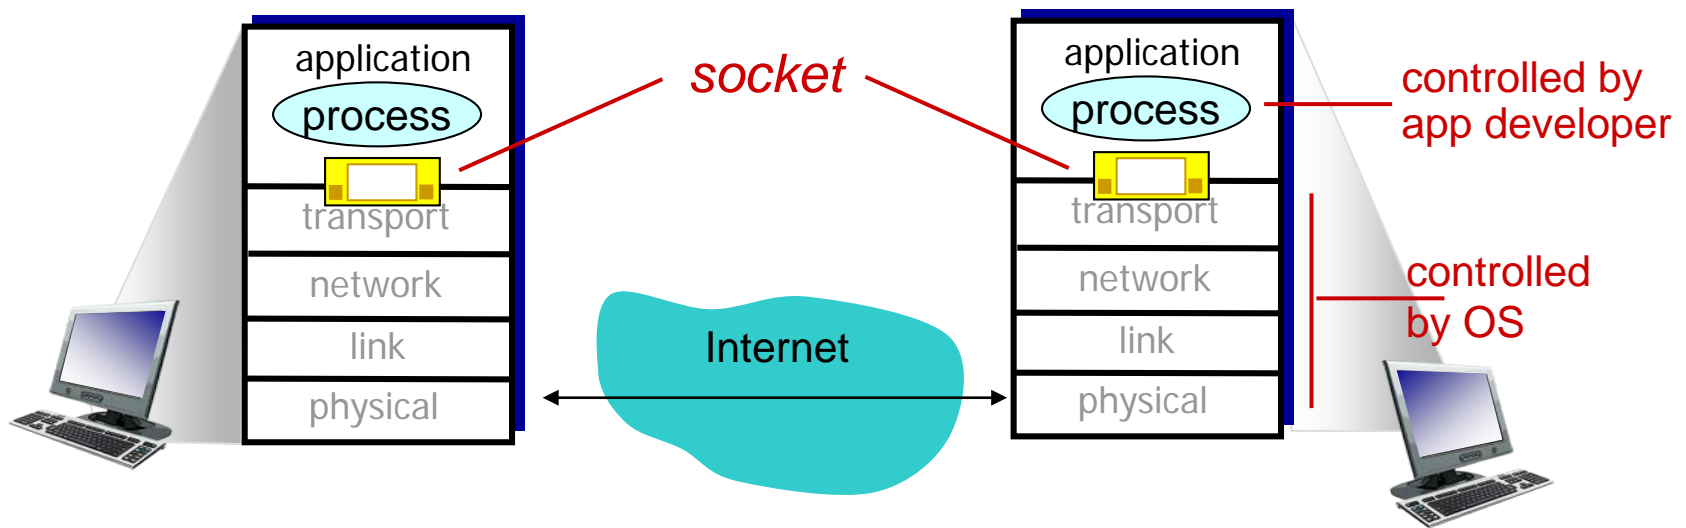 application
process
transport
network
link
physical
socket
Internet
application
process
transport
network
link
physical
controlled by
app developer
controlled
by OS